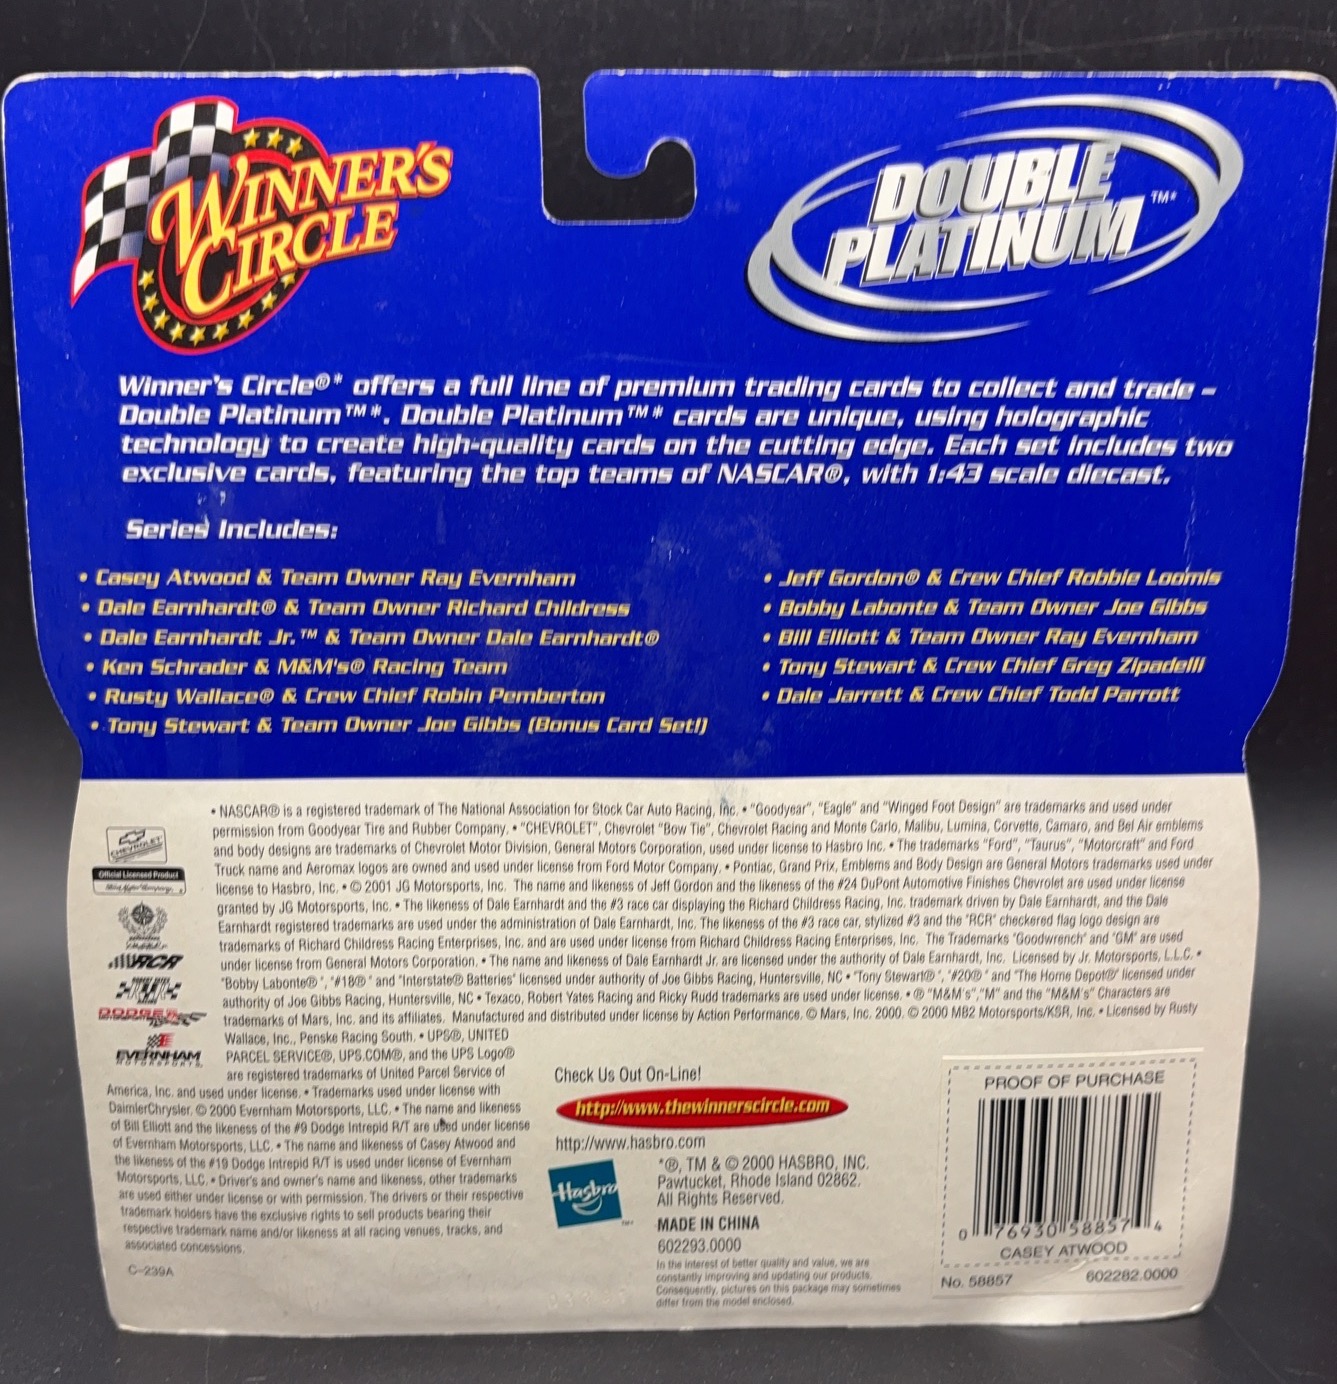 WINNER'S
CIRCLE
DOUBLE
PLATINUM™*
Winner's Circle®* offers a full line of premium trading cards to collect and trade –
Double Platinum™*. Double Platinum™* cards are unique, using holographic
technology to create high-quality cards on the cutting edge. Each set includes two
exclusive cards, featuring the top teams of NASCAR®, with 1:43 scale diecast.
Series Includes:
• Casey Atwood & Team Owner Ray Evernham
• Dale Earnhardt® & Team Owner Richard Childress
• Dale Earnhardt Jr.™ & Team Owner Dale Earnhardt®
• Ken Schrader & M&M's® Racing Team
• Rusty Wallace® & Crew Chief Robin Pemberton
• Tony Stewart & Team Owner Joe Gibbs (Bonus Card Set!)
• Jeff Gordon® & Crew Chief Robbie Loomis
• Bobby Labonte & Team Owner Joe Gibbs
• Bill Elliott & Team Owner Ray Evernham
• Tony Stewart & Crew Chief Greg Zipadelli
• Dale Jarrett & Crew Chief Todd Parrott
• NASCAR® is a registered trademark of The National Association for Stock Car Auto Racing, Inc. • "Goodyear", "Eagle" and "Winged Foot Design" are trademarks and used under
permission from Goodyear Tire and Rubber Company. • "CHEVROLET", Chevrolet "Bow Tie", Chevrolet Racing and Monte Carlo, Malibu, Lumina, Corvette, Camaro, and Bel Air emblems
and body designs are trademarks of Chevrolet Motor Division, General Motors Corporation, used under license to Hasbro Inc. • The trademarks "Ford", "Taurus", "Motorcraft" and Ford
Truck name and Aeromax logos are owned and used under license from Ford Motor Company. • Pontiac, Grand Prix, Emblems and Body Design are General Motors trademarks used under
license to Hasbro, Inc. • © 2001 JG Motorsports, Inc. The name and likeness of Jeff Gordon and the likeness of the #24 DuPont Automotive Finishes Chevrolet are used under license
granted by JG Motorsports, Inc. • The likeness of Dale Earnhardt and the #3 race car displaying the Richard Childress Racing, Inc. trademark driven by Dale Earnhardt, and the Dale
Earnhardt registered trademarks are used under the administration of Dale Earnhardt, Inc. The likeness of the #3 race car, stylized #3 and the "RCR" checkered flag logo design are
trademarks of Richard Childress Racing Enterprises, Inc. and are used under license from Richard Childress Racing Enterprises, Inc. The Trademarks "Goodwrench" and "GM" are used
under license from General Motors Corporation. • The name and likeness of Dale Earnhardt Jr. are licensed under the authority of Dale Earnhardt, Inc. Licensed by Jr. Motorsports, L.L.C. •
"Bobby Labonte®", "#18®" and "Interstate® Batteries" licensed under authority of Joe Gibbs Racing, Huntersville, NC • "Tony Stewart®", "#20®" and "The Home Depot®" licensed under
authority of Joe Gibbs Racing, Huntersville, NC • Texaco, Robert Yates Racing and Ricky Rudd trademarks are used under license. • ® "M&M's","M" and the "M&M's" Characters are
trademarks of Mars, Inc. and its affiliates. Manufactured and distributed under license by Action Performance. © Mars, Inc. 2000. © 2000 MB2 Motorsports/KSR, Inc. • Licensed by Rusty
Wallace, Inc., Penske Racing South. • UPS®, UNITED
PARCEL SERVICE®, UPS.COM®, and the UPS Logo®
are registered trademarks of United Parcel Service of
America, Inc. and used under license. • Trademarks used under license with
DaimlerChrysler. © 2000 Evernham Motorsports, LLC. • The name and likeness
of Bill Elliott and the likeness of the #9 Dodge Intrepid R/T are used under license
of Evernham Motorsports, LLC. • The name and likeness of Casey Atwood and
the likeness of the #19 Dodge Intrepid R/T is used under license of Evernham
Motorsports, LLC. • Driver's and owner's name and likeness, other trademarks
are used either under license or with permission. The drivers or their respective
trademark holders have the exclusive rights to sell products bearing their
respective trademark name and/or likeness at all racing venues, tracks, and
associated concessions.
C-239A
CHEVROLET
Official Licensed Product
RCR
DODGE
EVERNHAM
MOTORSPORTS
Check Us Out On-Line!
http://www.thewinnerscircle.com
http://www.hasbro.com
Hasbro
*®, TM & © 2000 HASBRO, INC.
Pawtucket, Rhode Island 02862.
All Rights Reserved.
MADE IN CHINA
602293.0000
In the interest of better quality and value, we are
constantly improving and updating our products.
Consequently, pictures on this package may sometimes
differ from the model enclosed.
PROOF OF PURCHASE
0 76930 58857 4
CASEY ATWOOD
No. 58857
602282.0000